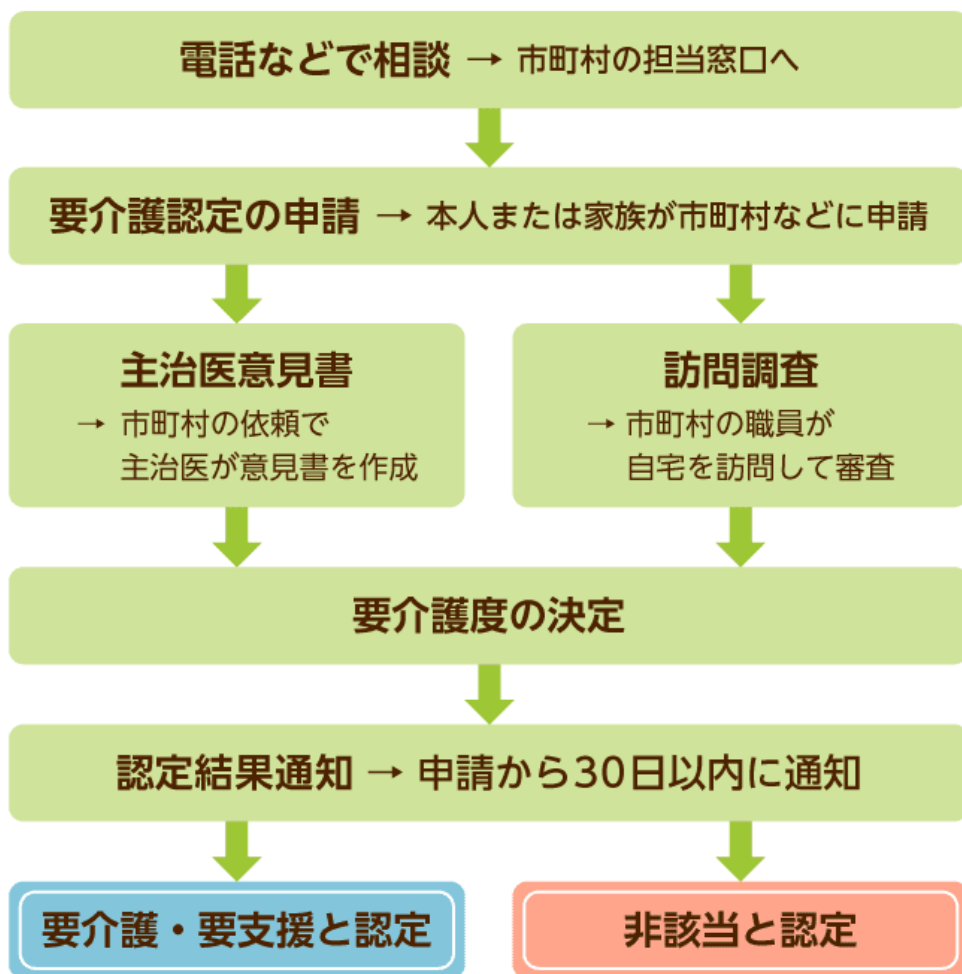 電話などで相談 → 市町村の担当窓口へ
要介護認定の申請 → 本人または家族が市町村などに申請
主治医意見書
→ 市町村の依頼で
主治医が意見書を作成
訪問調査
→ 市町村の職員が
自宅を訪問して審査
要介護度の決定
認定結果通知 → 申請から30日以内に通知
要介護・要支援と認定
非該当と認定